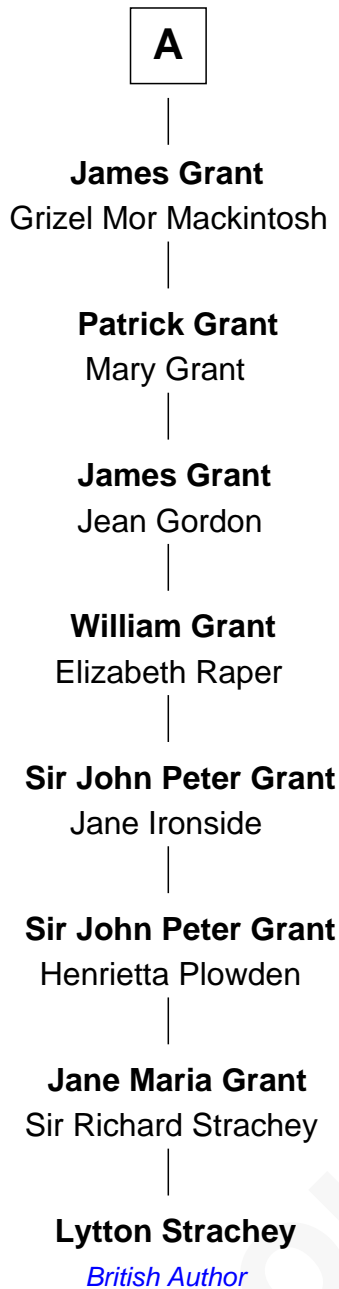 A
James Grant
Grizel Mor Mackintosh
Patrick Grant
Mary Grant
James Grant
Jean Gordon
William Grant
Elizabeth Raper
Sir John Peter Grant
Jane Ironside
Sir John Peter Grant
Henrietta Plowden
Jane Maria Grant
Sir Richard Strachey
Lytton Strachey
British Author